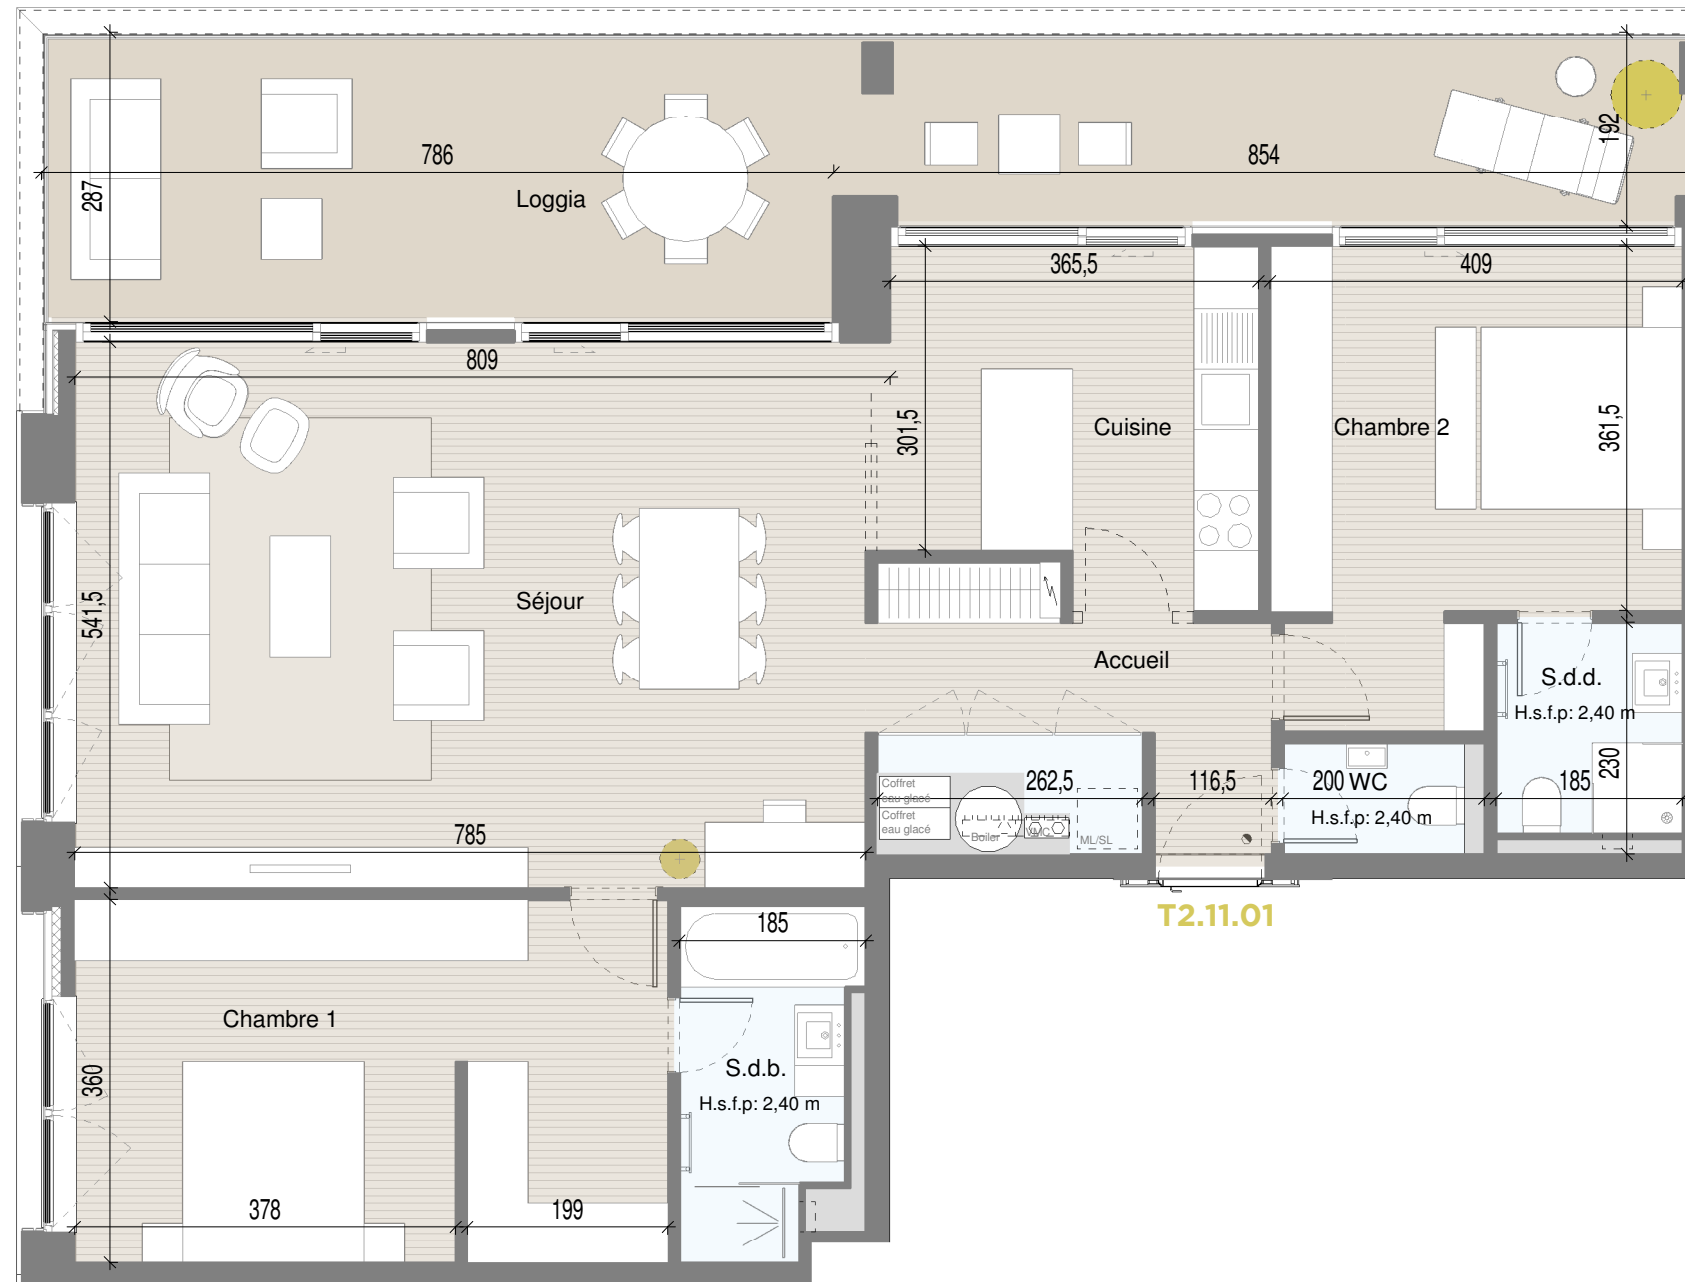 192
786
854
287
Loggia
365,5
409
809
301,5
Cuisine
Chambre 2
361,5
541,5
Séjour
Accueil
S.d.d.
H.s.f.p: 2,40 m
230
Coffret
eau glacé
Coffret
eau glacé
262,5
116,5
200 WC
185
H.s.f.p: 2,40 m
Boiler
VMC
ML/SL
785
T2.11.01
185
Chambre 1
360
S.d.b.
H.s.f.p: 2,40 m
378
199